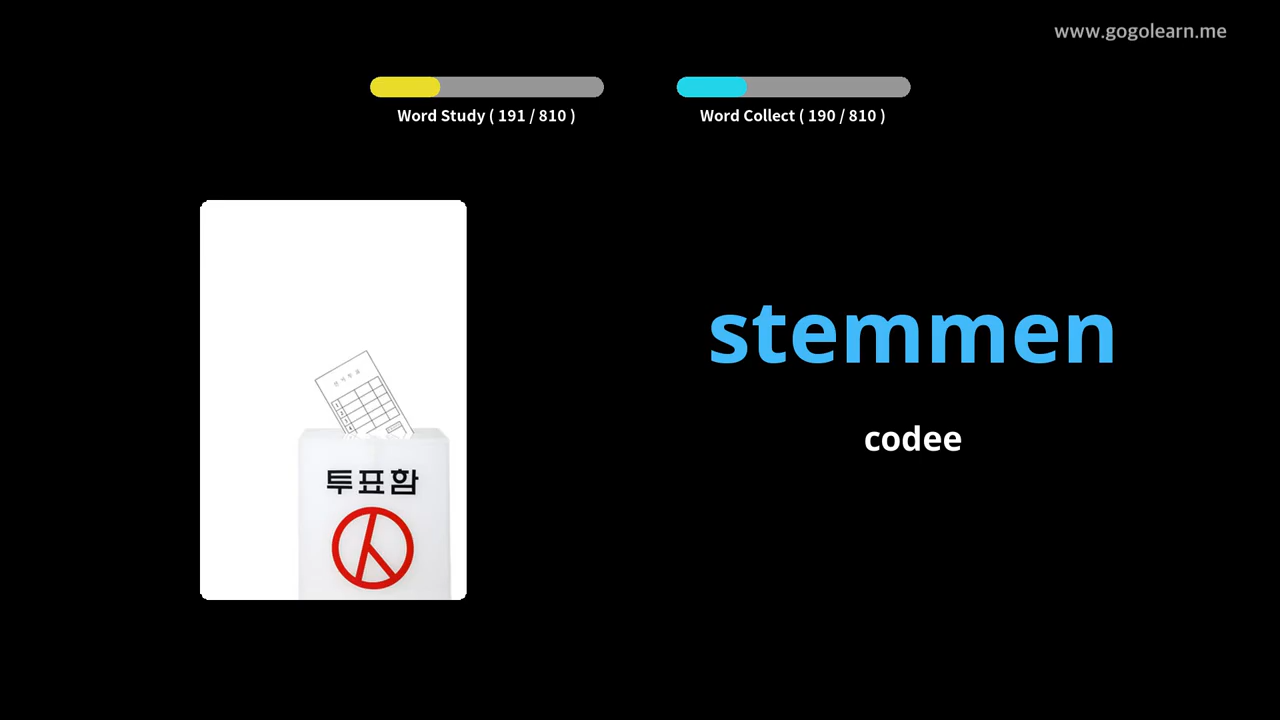 www.gogolearn.me
Word Study ( 191 / 810 )
Word Collect ( 190 / 810 )
stemmen
codee
투표함